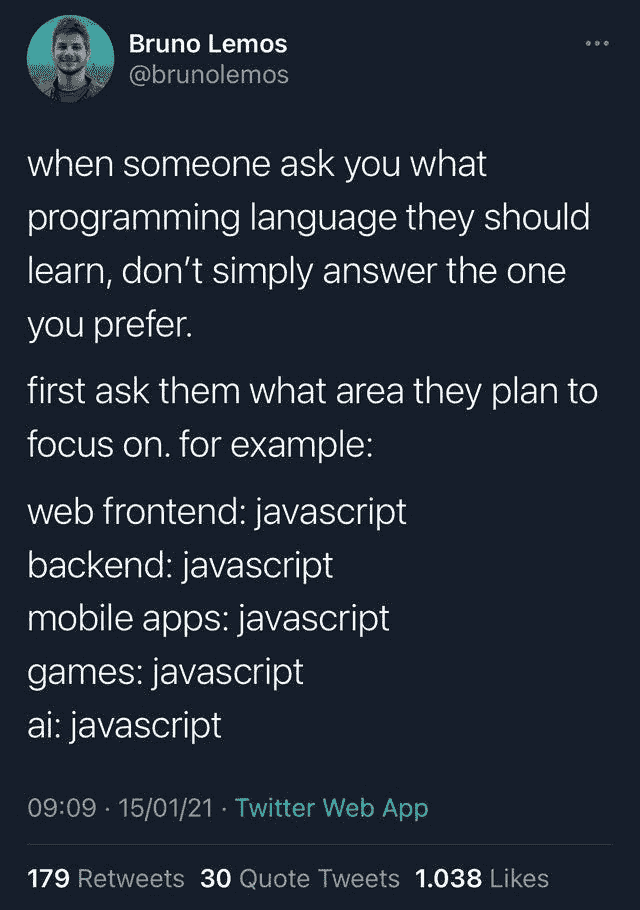 Bruno Lemos
@brunolemos
when someone ask you what
programming language they should
learn, don't simply answer the one
you prefer.
first ask them what area they plan to
focus on. for example:
web frontend: javascript
backend: javascript
mobile apps: javascript
games: javascript
ai: javascript
09:09 · 15/01/21 · Twitter Web App
179 Retweets 30 Quote Tweets 1.038 Likes